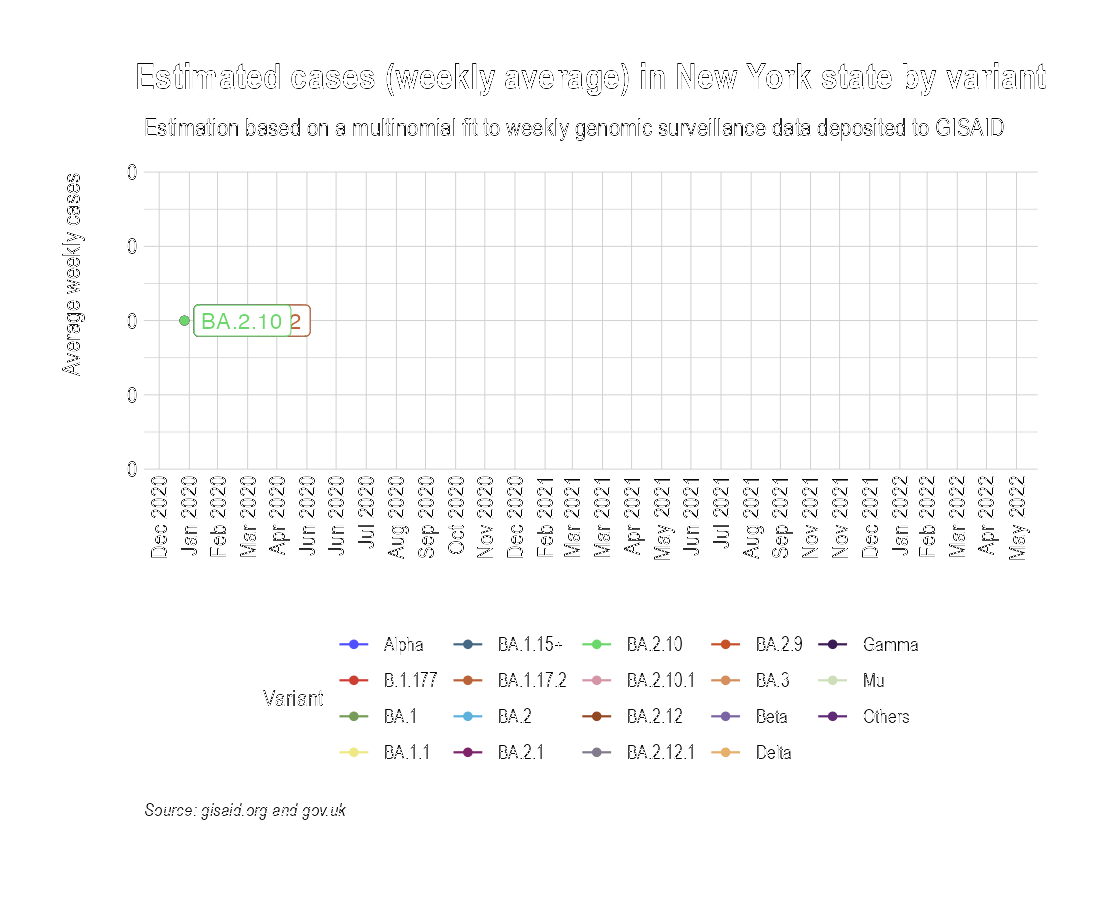 Estimated cases (weekly average) in New York state by variant
Estimation based on a multinomial fit to weekly genomic surveillance data deposited to GISAID
Average weekly cases
0
0
0
0
0
BA.2.10
2
Dec 2020
Jan 2020
Feb 2020
Mar 2020
Apr 2020
Jun 2020
Jun 2020
Jul 2020
Aug 2020
Sep 2020
Oct 2020
Nov 2020
Dec 2020
Feb 2021
Mar 2021
Mar 2021
Apr 2021
May 2021
Jun 2021
Jul 2021
Aug 2021
Sep 2021
Nov 2021
Nov 2021
Dec 2021
Jan 2022
Feb 2022
Mar 2022
Apr 2022
May 2022
Variant
Alpha
B.1.177
BA.1
BA.1.1
BA.1.15+
BA.1.17.2
BA.2
BA.2.1
BA.2.10
BA.2.10.1
BA.2.12
BA.2.12.1
BA.2.9
BA.3
Beta
Delta
Gamma
Mu
Others
Source: gisaid.org and gov.uk